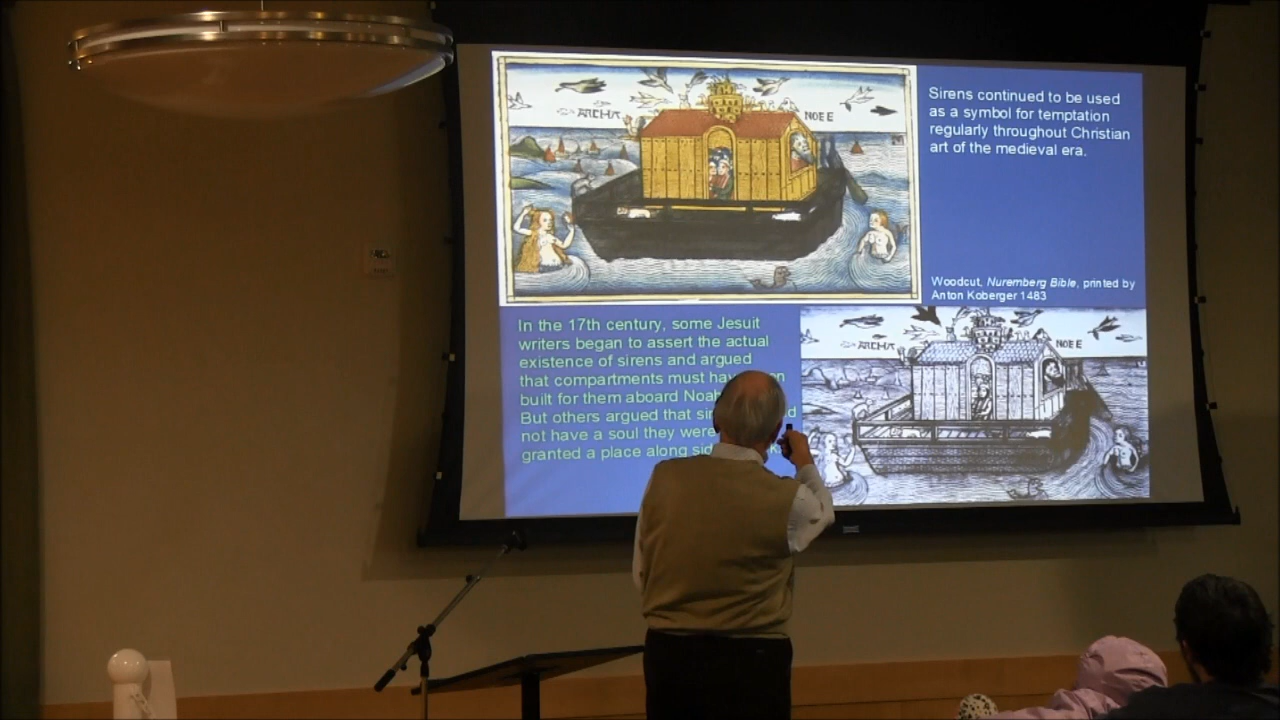 ARCHA NOEE
Sirens continued to be used
as a symbol for temptation
regularly throughout Christian
art of the medieval era.
Woodcut, Nuremberg Bible, printed by
Anton Koberger 1483
In the 17th century, some Jesuit
writers began to assert the actual
existence of sirens and argued
that compartments must
built for them aboard
But others argued that
not have a soul they were
granted a place along
ARCHA NOEE